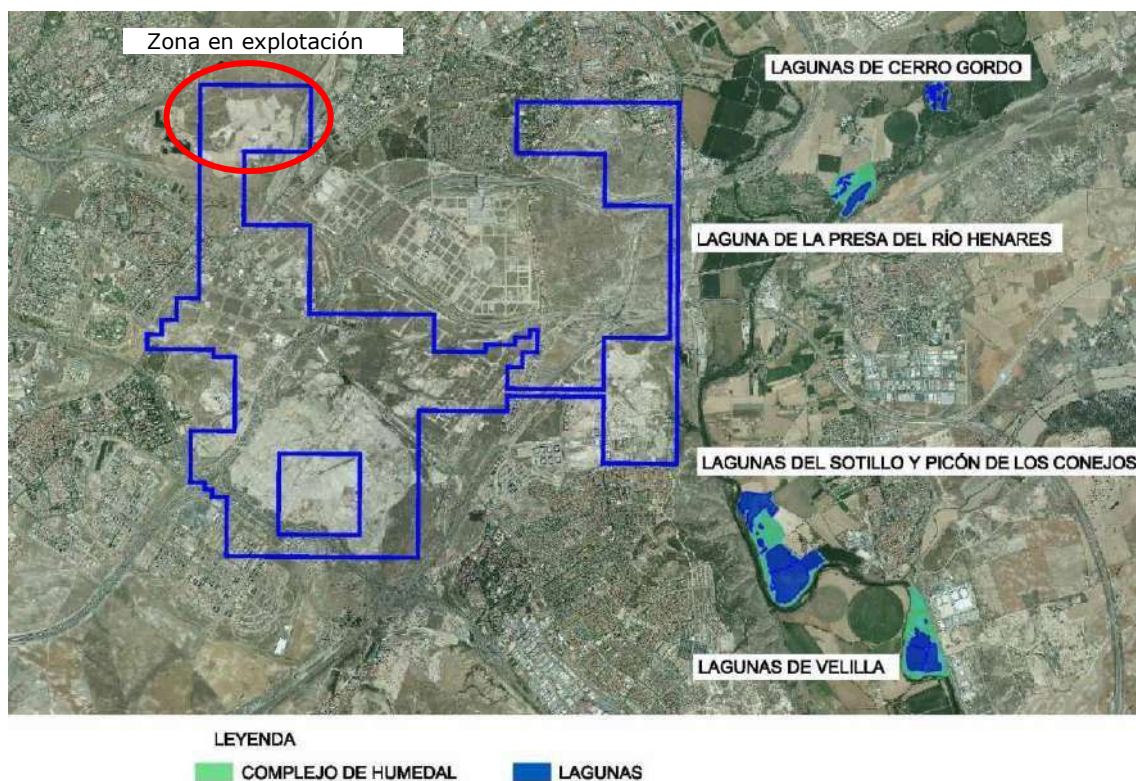 Zona en explotación
LAGUNAS DE CERRO GORDO
LAGUNA DE LA PRESA DEL RÍO HENARES
LAGUNAS DEL SOTILLO Y PICÓN DE LOS CONEJOS
LAGUNAS DE VELILLA
LEYENDA
COMPLEJO DE HUMEDAL
LAGUNAS